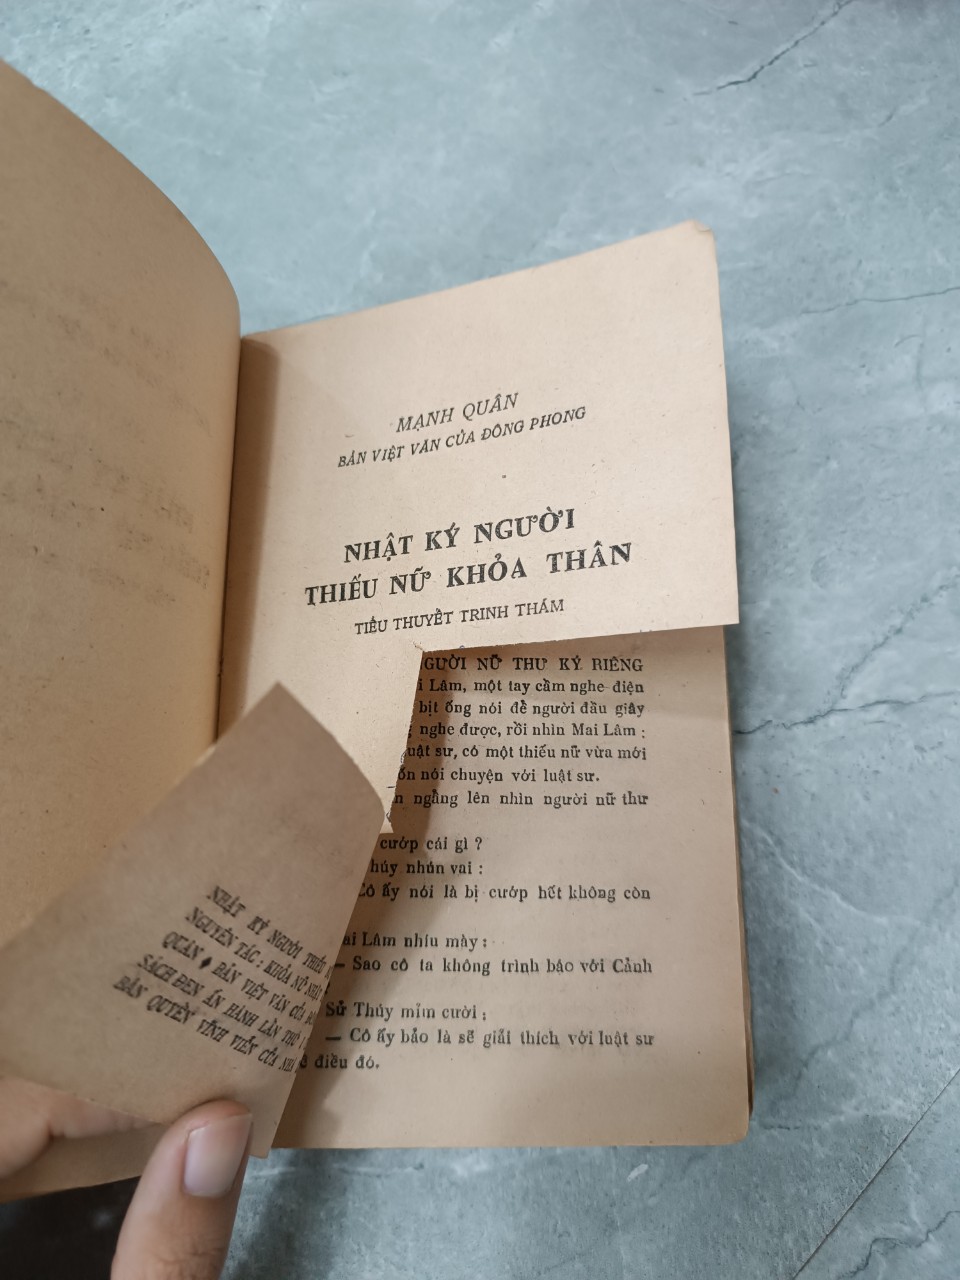 MẠNH QUÂN
BẢN VIỆT VĂN CỦA ĐÔNG PHONG
NHẬT KÝ NGƯỜI
THIẾU NỮ KHỎA THÂN
TIỂU THUYẾT TRINH THÁM
NGƯỜI NỮ THƯ KÝ RIÊNG
Lâm, một tay cầm nghe điện
bịt ống nói để người đầu giây
nghe được, rồi nhìn Mai Lâm :
luật sư, có một thiếu nữ vừa mới
nói chuyện với luật sư.
ngẳng lên nhìn người nữ thư
cướp cái gì ?
Thúy nhún vai :
Cô ấy nói là bị cướp hết không còn
Mai Lâm nhíu mày :
— Sao cô ta không trình báo với Cảnh
Sử Thúy mỉm cười ;
— Cô ấy bảo là sẽ giải thích với luật sư
điều đó.
NHẬT KÝ NGƯỜI THIẾU
NGUYÊN TÁC : KHỎA NỮ NHẬT
QUÂN ♦ BẢN VIỆT VĂN CỦA
SÁCH ĐEN ẤN HÀNH LẦN THỨ
BẢN QUYỀN VĨNH VIỄN CỦA NHÀ